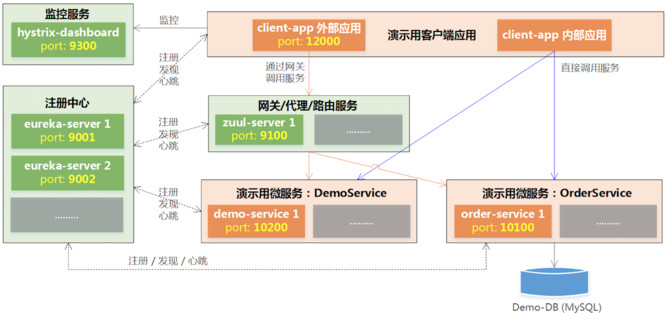 监控服务
hystrix-dashboard
port: 9300
监控
client-app 外部应用
port: 12000
演示用客户端应用
client-app 内部应用
注册
发现
心跳
通过网关
调用服务
直接调用服务
注册中心
eureka-server 1
port: 9001
eureka-server 2
port: 9002
.........
注册
发现
心跳
网关/代理/路由服务
zuul-server 1
port: 9100
.........
注册
发现
心跳
演示用微服务：DemoService
demo-service 1
port: 10200
.........
演示用微服务：OrderService
order-service 1
port: 10100
.........
注册 / 发现 / 心跳
Demo-DB (MySQL)